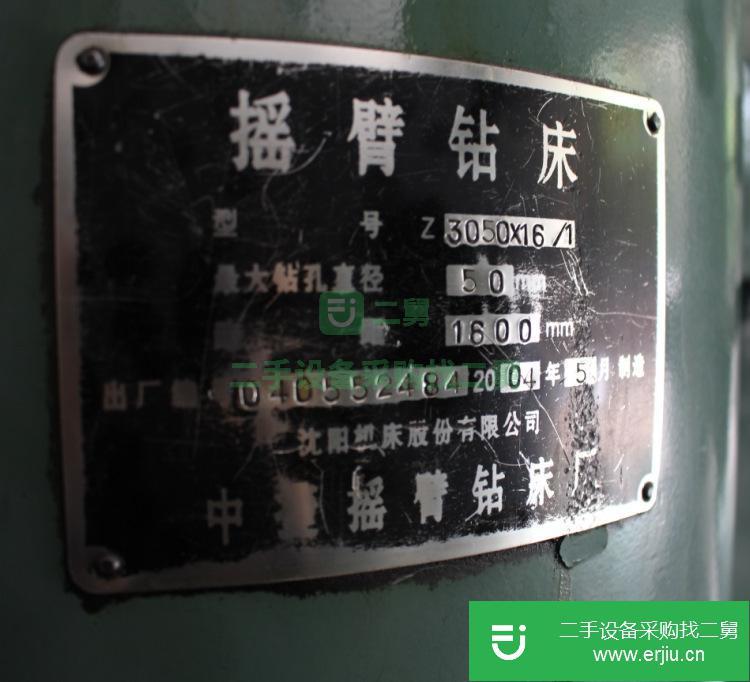 摇臂钻床
型号 Z 3050X16/1
最大钻孔直径 50 mm
1600 mm
出厂 040552484 2004年5月制造
沈阳机床股份有限公司
中 摇臂钻床厂
二舅
二手设备采购找二舅
二手设备采购找二舅
www.erjiu.cn